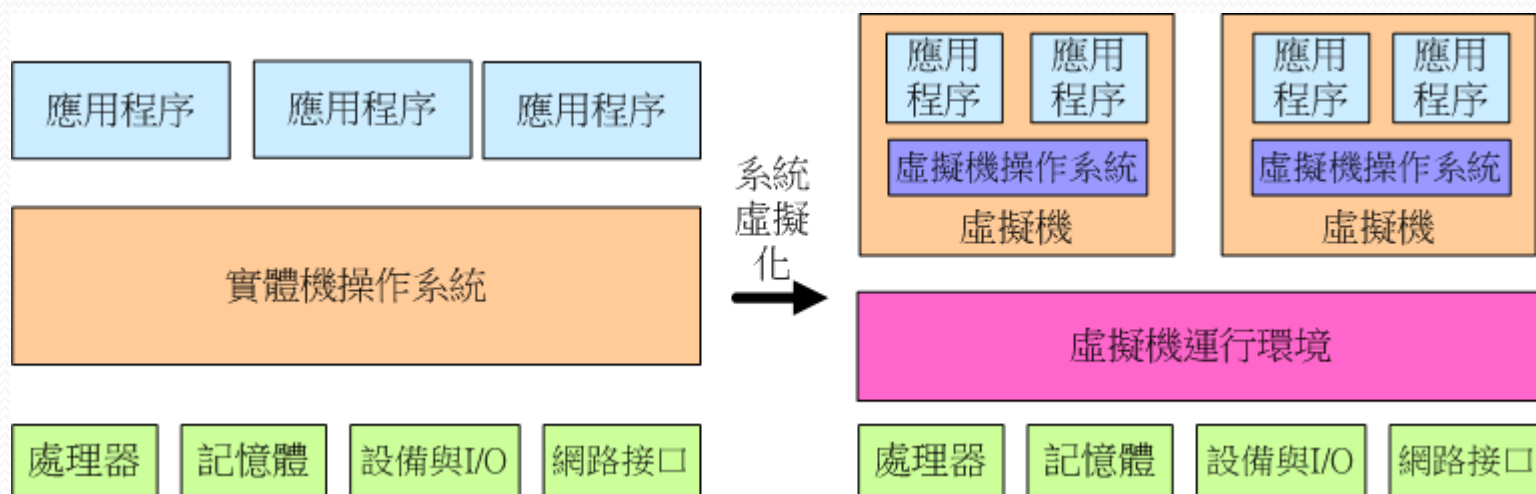 應用程序
應用程序
應用程序
實體機操作系統
處理器
記憶體
設備與I/O
網路接口
系統
虛擬
化
應用
程序
應用
程序
虛擬機操作系統
虛擬機
應用
程序
應用
程序
虛擬機操作系統
虛擬機
虛擬機運行環境
處理器
記憶體
設備與I/O
網路接口